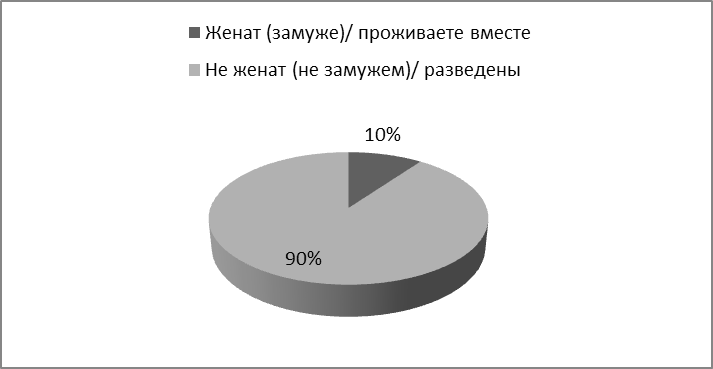 Женат (замуже)/ проживаете вместе
Не женат (не замужем)/ разведены
10%
90%